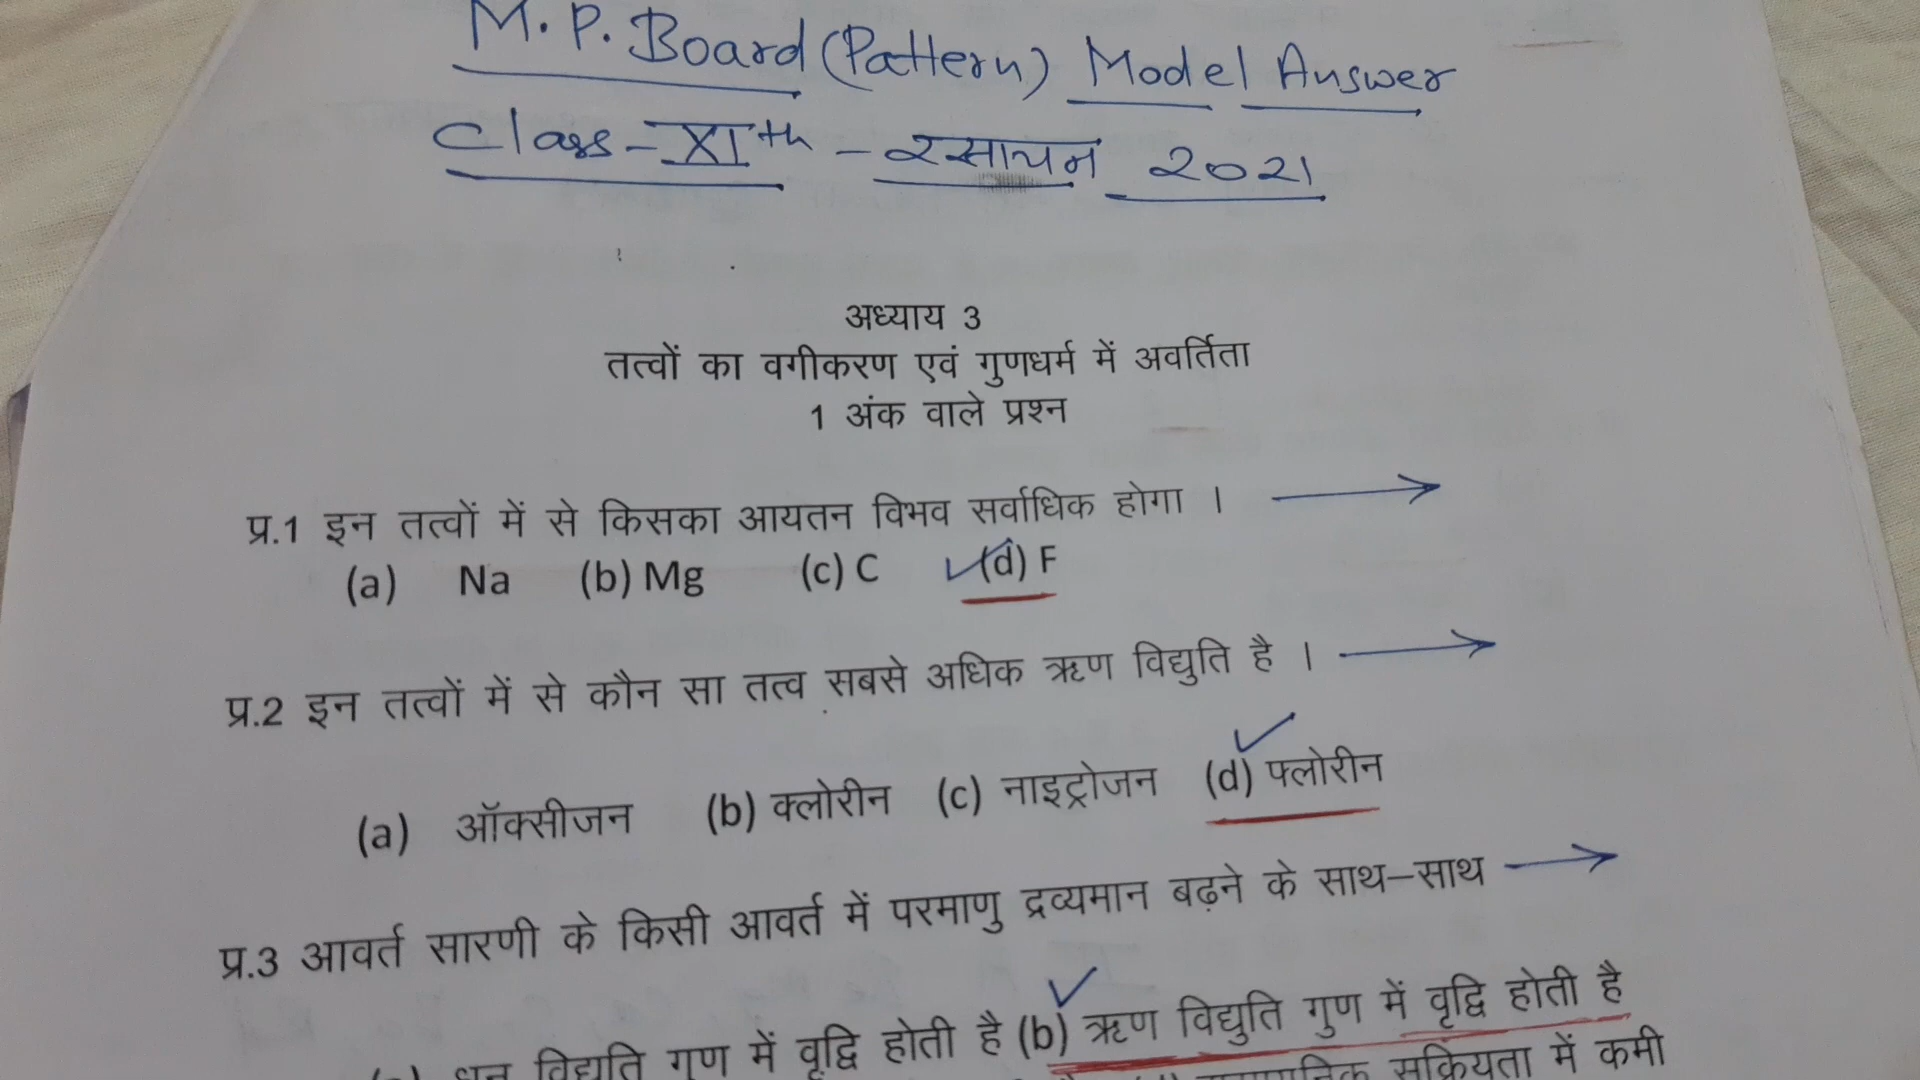 M. P. Board (Pattern) Model Answer
Class - XIth - रसायन 2021
अध्याय 3
तत्वों का वगीकरण एवं गुणधर्म में अवर्तिता
1 अंक वाले प्रश्न
प्र.1 इन तत्वों में से किसका आयतन विभव सर्वाधिक होगा ।
(a) Na (b) Mg (c) C (d) F
प्र.2 इन तत्वों में से कौन सा तत्व सबसे अधिक ऋण विद्युति है ।
(a) ऑक्सीजन (b) क्लोरीन (c) नाइट्रोजन (d) फ्लोरीन
प्र.3 आवर्त सारणी के किसी आवर्त में परमाणु द्रव्यमान बढ़ने के साथ–साथ
धन विद्युति गुण में वृद्वि होती है (b) ऋण विद्युति गुण में वृद्वि होती है
सक्रियता में कमी